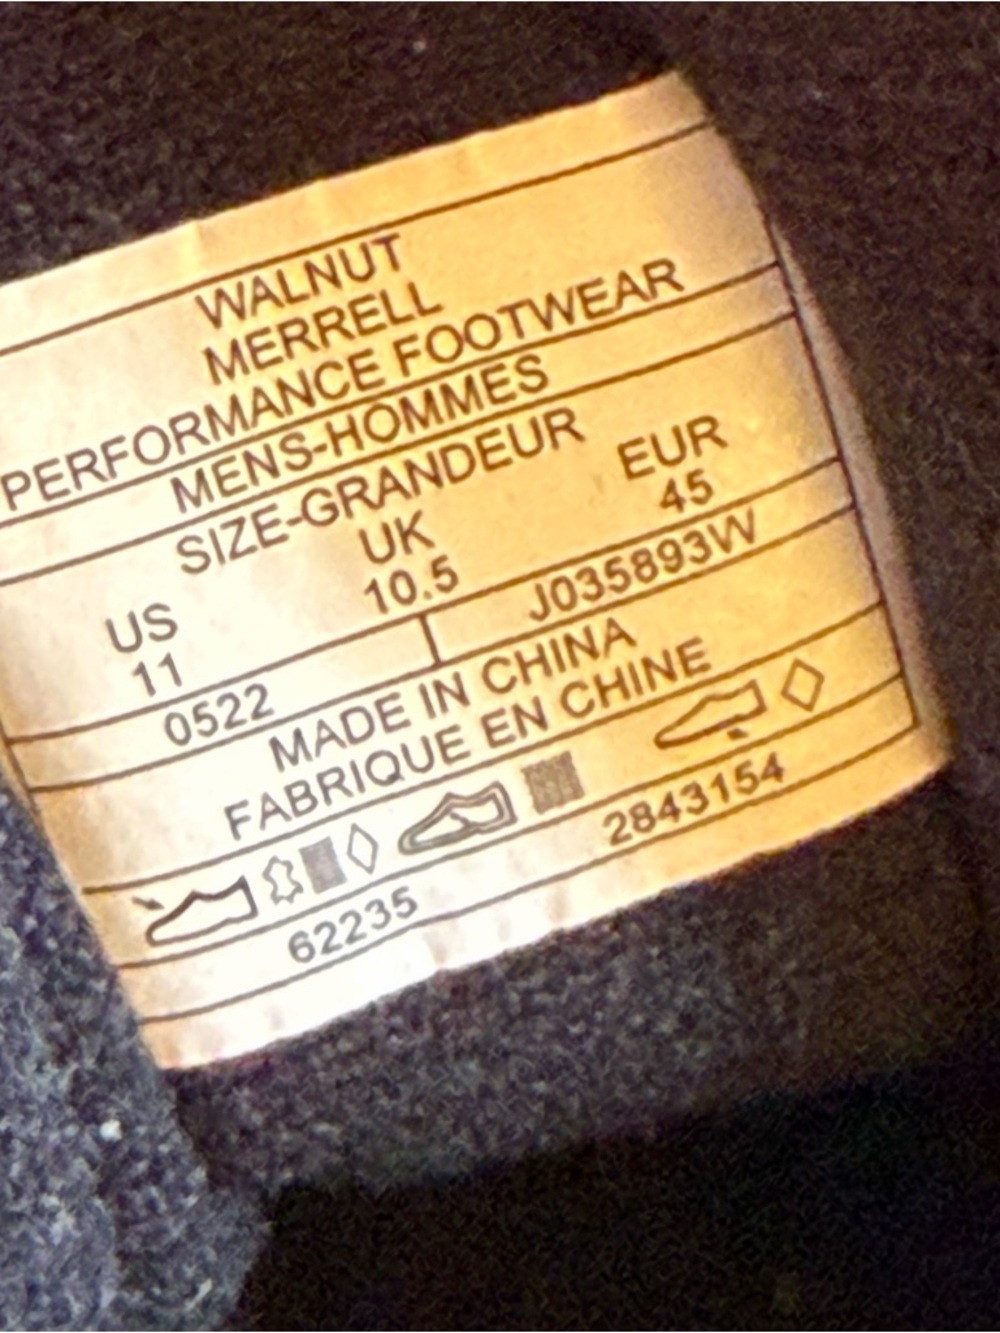 WALNUT
MERRELL
PERFORMANCE FOOTWEAR
MENS-HOMMES
SIZE-GRANDEUR
US UK EUR
11 10.5 45
0522 J035893W
MADE IN CHINA
FABRIQUE EN CHINE
62235 2843154